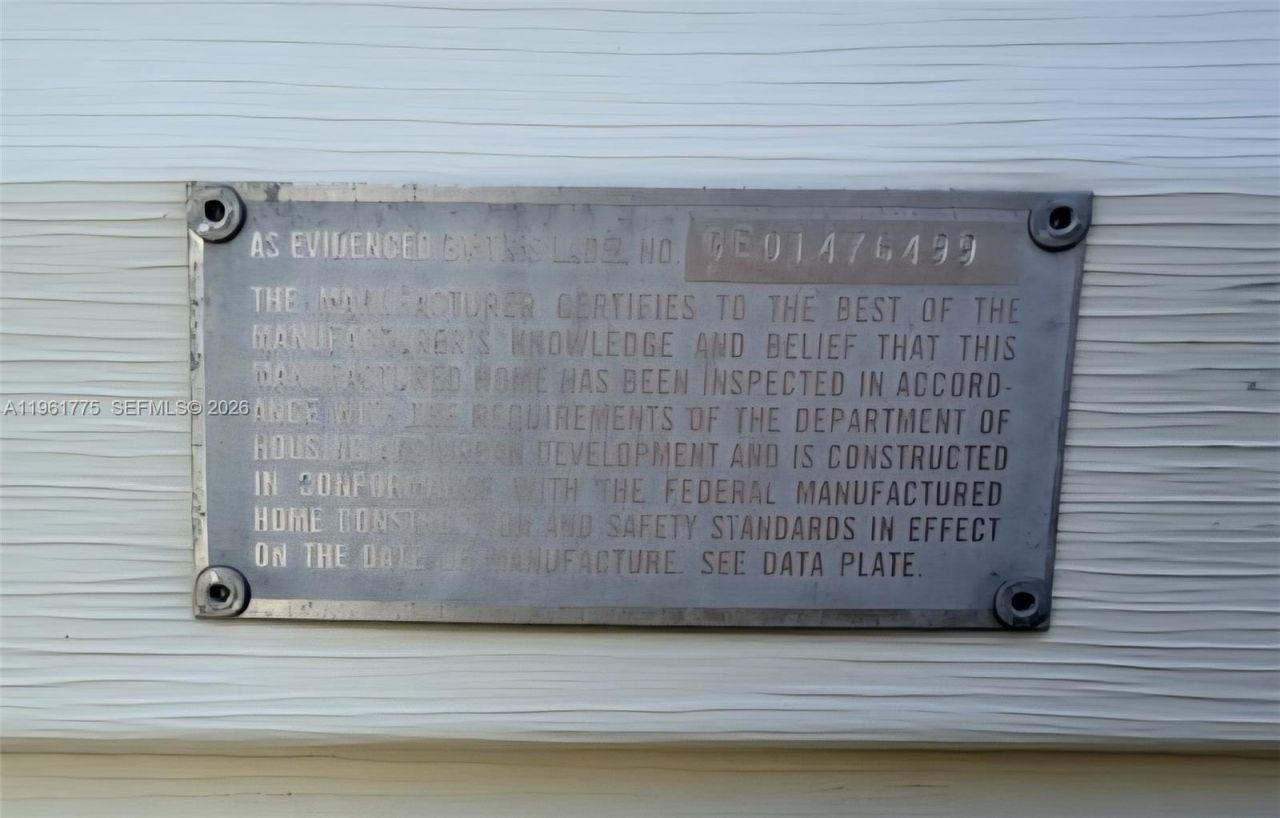 AS EVIDENCED BY THIS LABEL NO. 01476499
THE MANUFACTURER CERTIFIES TO THE BEST OF THE
MANUFACTURER'S KNOWLEDGE AND BELIEF THAT THIS
MANUFACTURED HOME HAS BEEN INSPECTED IN ACCORD-
ANCE WITH THE REQUIREMENTS OF THE DEPARTMENT OF
HOUSING AND URBAN DEVELOPMENT AND IS CONSTRUCTED
IN CONFORMANCE WITH THE FEDERAL MANUFACTURED
HOME CONSTRUCTION AND SAFETY STANDARDS IN EFFECT
ON THE DATE OF MANUFACTURE. SEE DATA PLATE.
A11961775 SEFMLS© 2026